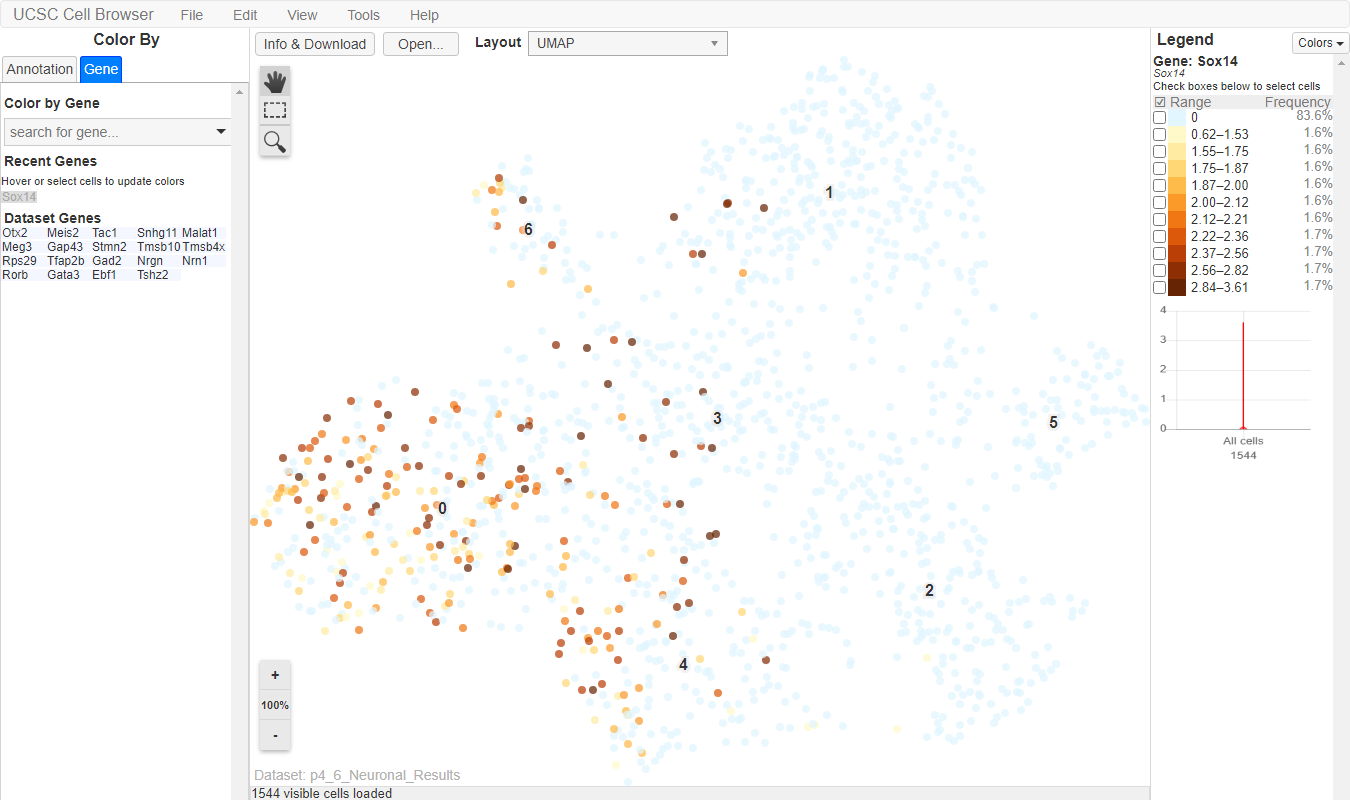 UCSC Cell Browser File Edit View Tools Help
Color By
Annotation Gene
Color by Gene
search for gene...
Recent Genes
Hover or select cells to update colors
Sox14
Dataset Genes
Otx2 Meis2 Tac1 Snhg11 Malat1
Meg3 Gap43 Stmn2 Tmsb10 Tmsb4x
Rps29 Tfap2b Gad2 Nrgn Nrn1
Rorb Gata3 Ebf1 Tshz2
Info & Download Open... Layout UMAP
1
6
3
5
0
2
4
+
100%
-
Dataset: p4_6_Neuronal_Results
1544 visible cells loaded
Legend Colors
Gene: Sox14
Sox14
Check boxes below to select cells
Range Frequency
0 83.6%
0.62–1.53 1.6%
1.55–1.75 1.6%
1.75–1.87 1.6%
1.87–2.00 1.6%
2.00–2.12 1.6%
2.12–2.21 1.6%
2.22–2.36 1.7%
2.37–2.56 1.7%
2.56–2.82 1.7%
2.84–3.61 1.7%
4
3
2
1
0
All cells
1544